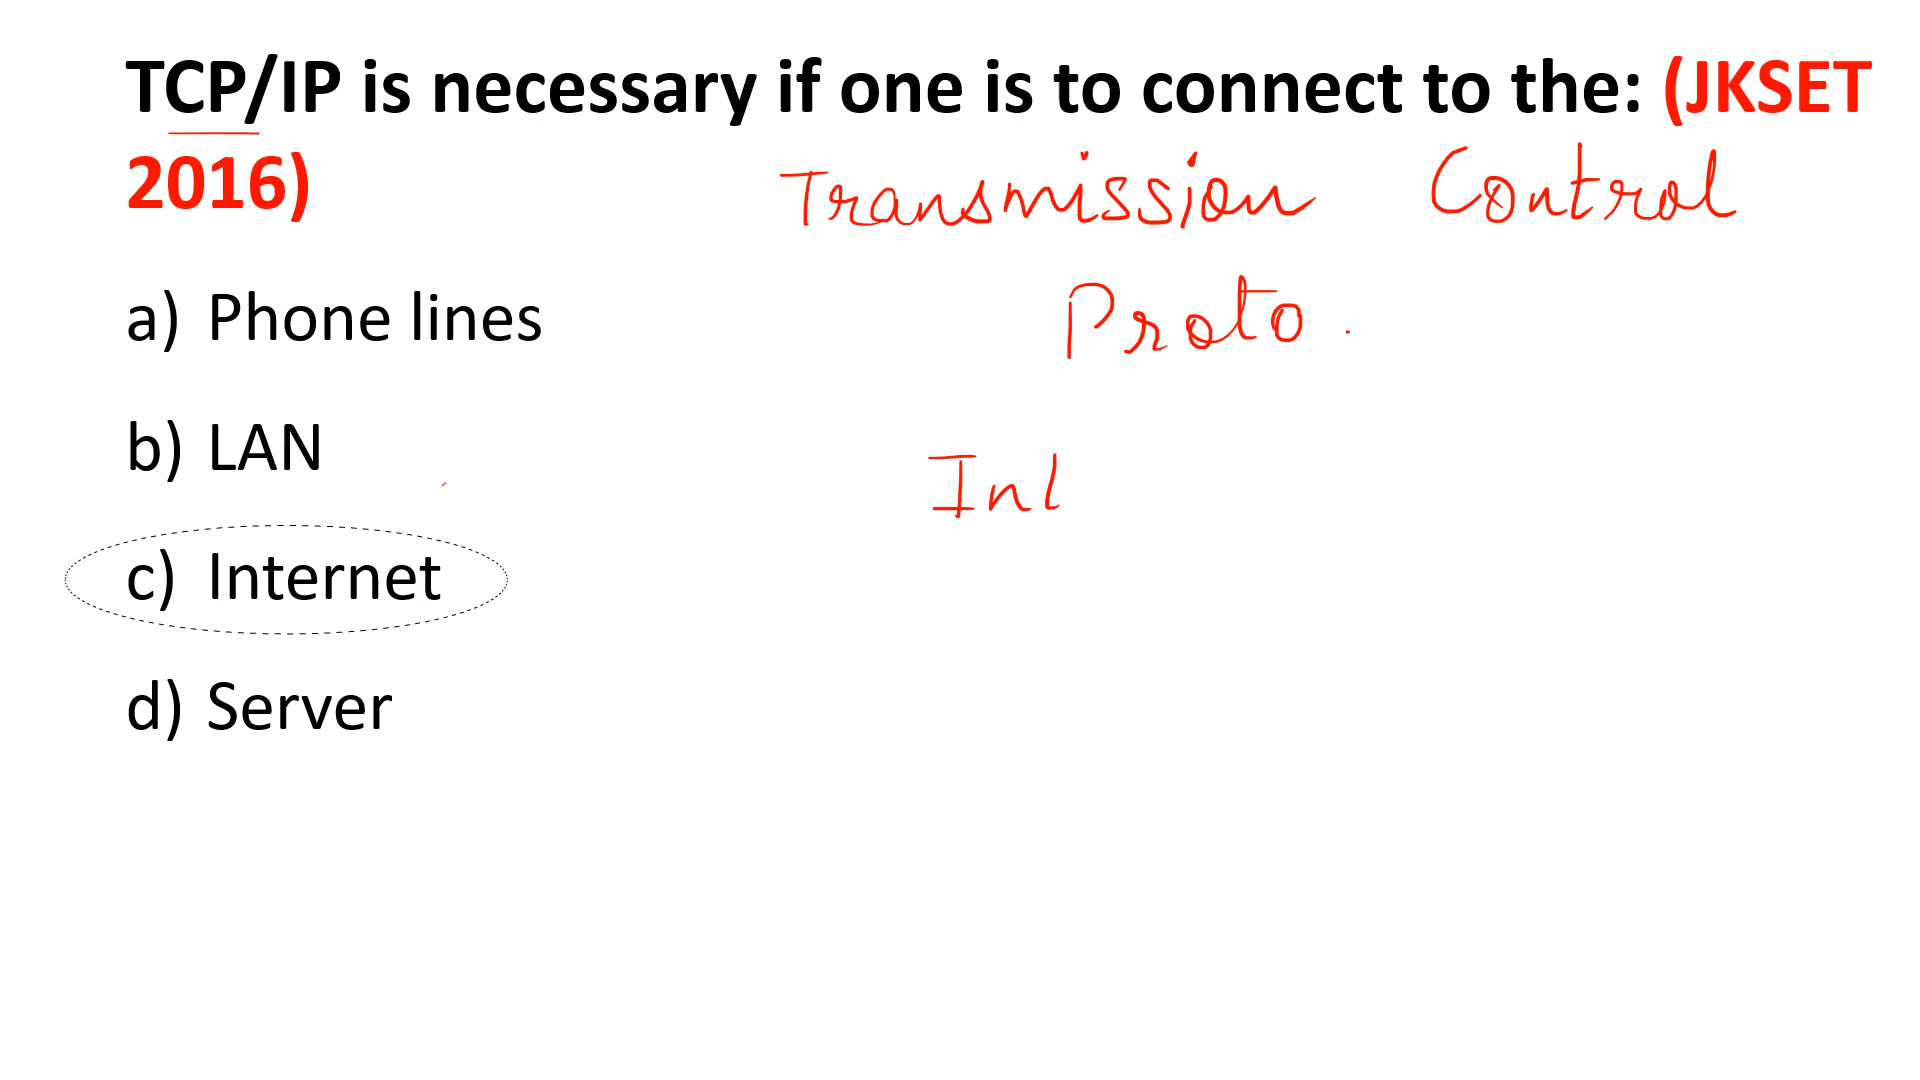 TCP/IP is necessary if one is to connect to the: (JKSET
2016)
Transmission Control
Proto.
a) Phone lines
b) LAN
c) Internet
d) Server